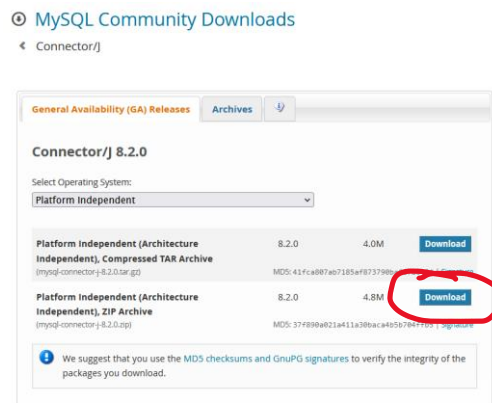 MySQL Community Downloads
Connector/J
General Availability (GA) Releases Archives
Connector/J 8.2.0
Select Operating System:
Platform Independent
Platform Independent (Architecture 8.2.0 4.0M Download
Independent), Compressed TAR Archive
(mysql-connector-j-8.2.0.tar.gz) MD5:
Platform Independent (Architecture 8.2.0 4.8M Download
Independent), ZIP Archive
(mysql-connector-j-8.2.0.zip) MD5: | Signature
We suggest that you use the MD5 checksums and GnuPG signatures to verify the integrity of the
packages you download.